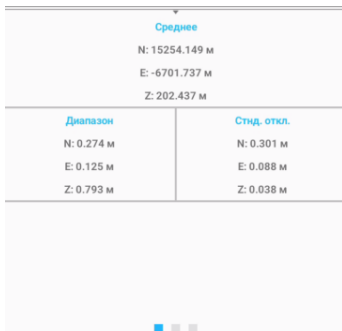 Среднее
N: 15254.149 м
E: -6701.737 м
Z: 202.437 м
Диапазон
N: 0.274 м
E: 0.125 м
Z: 0.793 м
Стнд. откл.
N: 0.301 м
E: 0.088 м
Z: 0.038 м